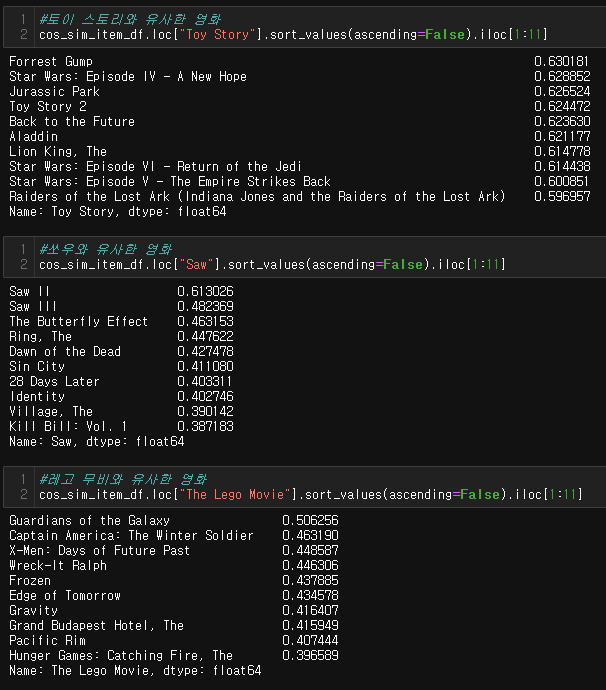 1 #토이 스토리와 유사한 영화
2 cos_sim_item_df.loc["Toy Story"].sort_values(ascending=False).iloc[1:11]
Forrest Gump 0.630181
Star Wars: Episode IV - A New Hope 0.628852
Jurassic Park 0.626524
Toy Story 2 0.624472
Back to the Future 0.623630
Aladdin 0.621177
Lion King, The 0.614778
Star Wars: Episode VI - Return of the Jedi 0.614438
Star Wars: Episode V - The Empire Strikes Back 0.600851
Raiders of the Lost Ark (Indiana Jones and the Raiders of the Lost Ark) 0.596957
Name: Toy Story, dtype: float64
1 #쏘우와 유사한 영화
2 cos_sim_item_df.loc["Saw"].sort_values(ascending=False).iloc[1:11]
Saw II 0.613026
Saw III 0.482369
The Butterfly Effect 0.463153
Ring, The 0.447622
Dawn of the Dead 0.427478
Sin City 0.411080
28 Days Later 0.403311
Identity 0.402746
Village, The 0.390142
Kill Bill: Vol. 1 0.387183
Name: Saw, dtype: float64
1 #레고 무비와 유사한 영화
2 cos_sim_item_df.loc["The Lego Movie"].sort_values(ascending=False).iloc[1:11]
Guardians of the Galaxy 0.506256
Captain America: The Winter Soldier 0.463190
X-Men: Days of Future Past 0.448587
Wreck-It Ralph 0.446306
Frozen 0.437885
Edge of Tomorrow 0.434578
Gravity 0.416407
Grand Budapest Hotel, The 0.415949
Pacific Rim 0.407444
Hunger Games: Catching Fire, The 0.396589
Name: The Lego Movie, dtype: float64